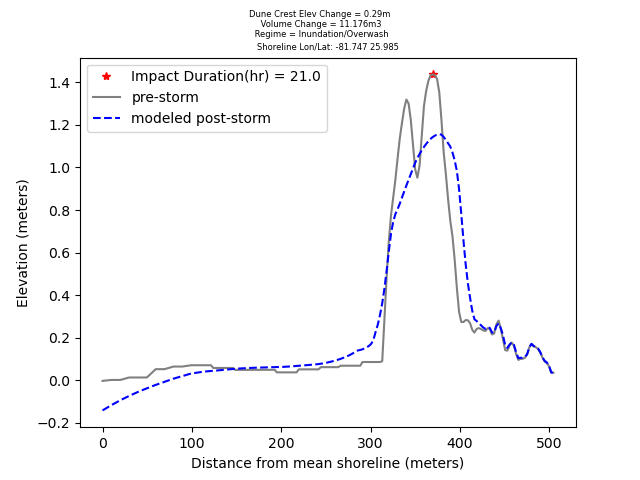 Dune Crest Elev Change = 0.29m
Volume Change = 11.176m3
Regime = Inundation/Overwash
Shoreline Lon/Lat: -81.747 25.985
Impact Duration(hr) = 21.0
pre-storm
modeled post-storm
Elevation (meters)
1.4
1.2
1.0
0.8
0.6
0.4
0.2
0.0
−0.2
0 100 200 300 400 500
Distance from mean shoreline (meters)